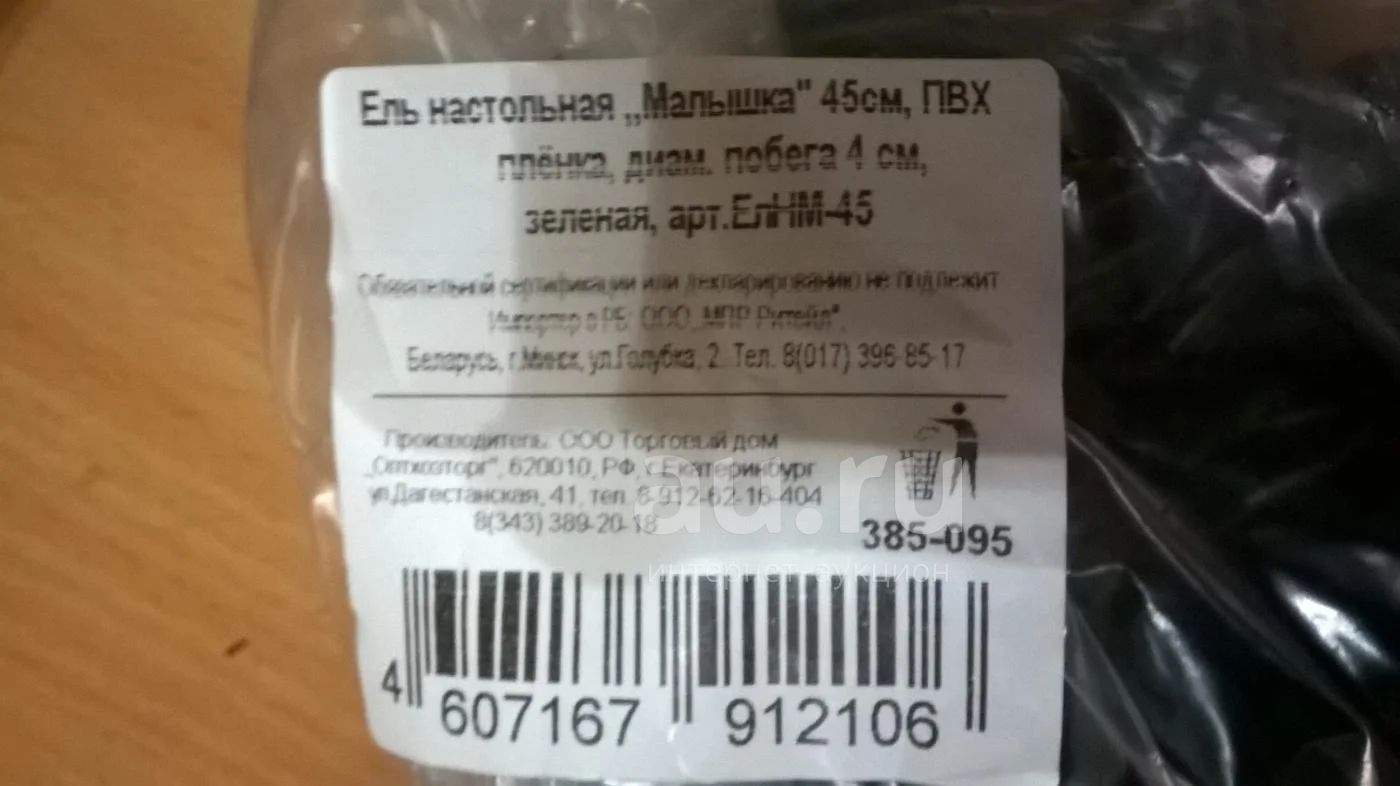 Ель настольная „Малышка" 45см, ПВХ
плёнка, диам. побега 4 см,
зеленая, арт.ЕлНМ-45
Обязательной сертификации или декларированию не подлежит
Импортер в РБ: ООО „МПР Ритейл",
Беларусь, г.Минск, ул.Голубка, 2. Тел. 8(017) 396-85-17
Производитель: ООО Торговый дом
„Оптхозторг", 620010, РФ, г.Екатеринбург
ул.Дагестанская, 41, тел. 8-912-62-16-404
8(343) 389-20-18
au.ru
385-095
интернет-аукцион
4 607167 912106